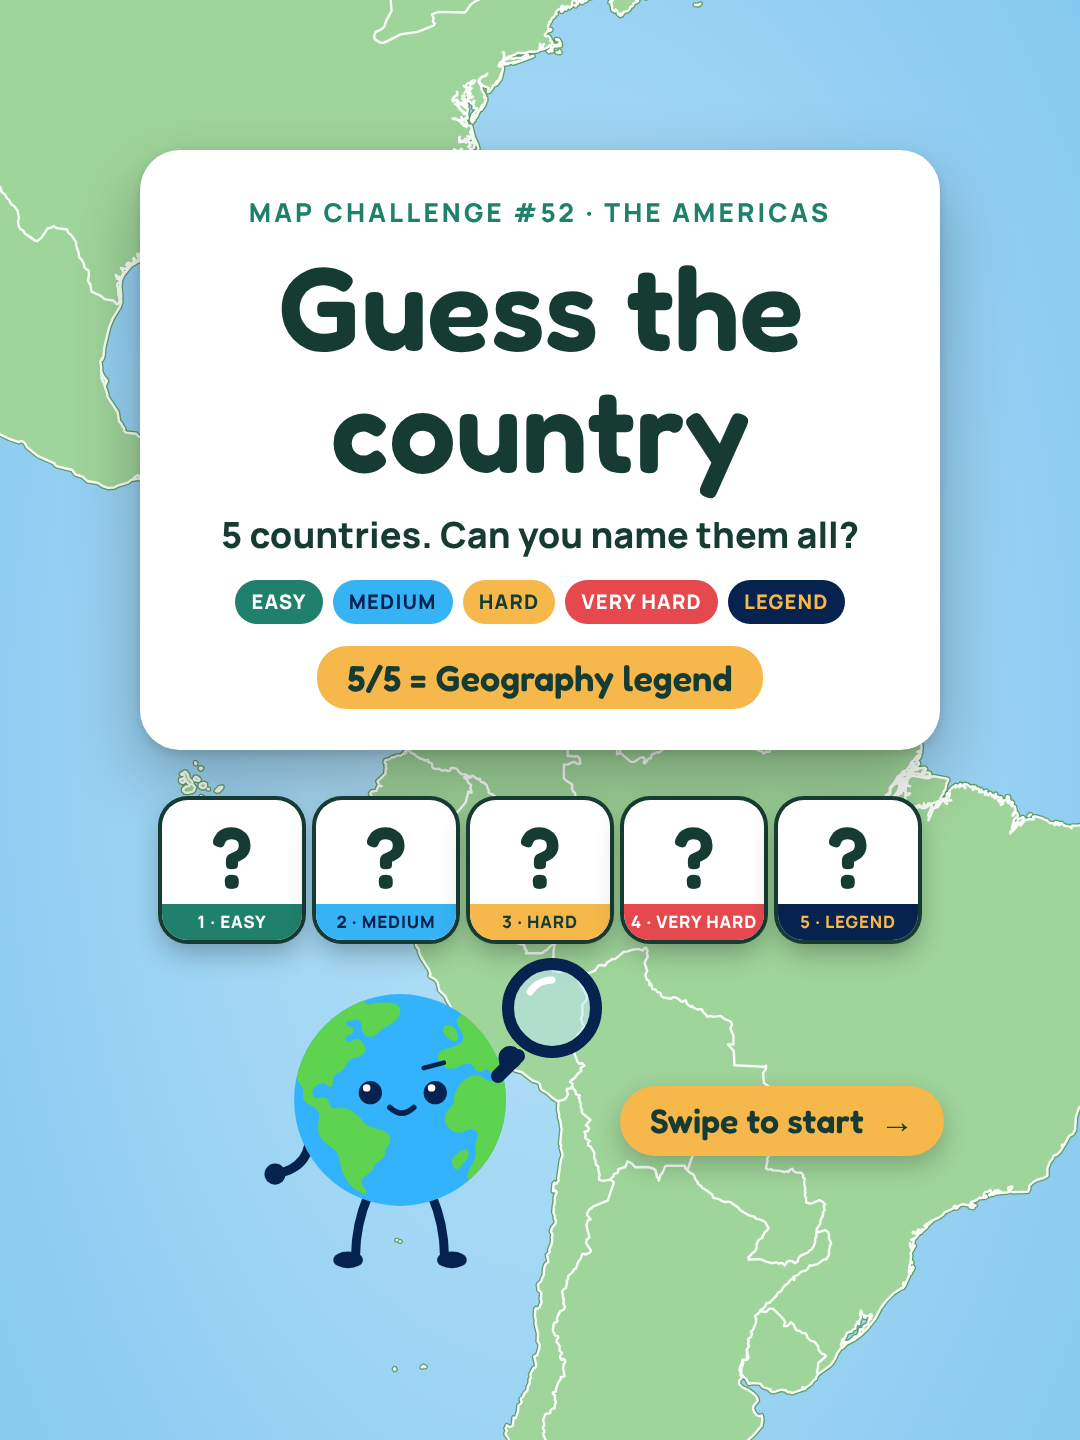 MAP CHALLENGE #52 · THE AMERICAS
Guess the
country
5 countries. Can you name them all?
EASY MEDIUM HARD VERY HARD LEGEND
5/5 = Geography legend
? ? ? ? ?
1 · EASY 2 · MEDIUM 3 · HARD 4 · VERY HARD 5 · LEGEND
Swipe to start →